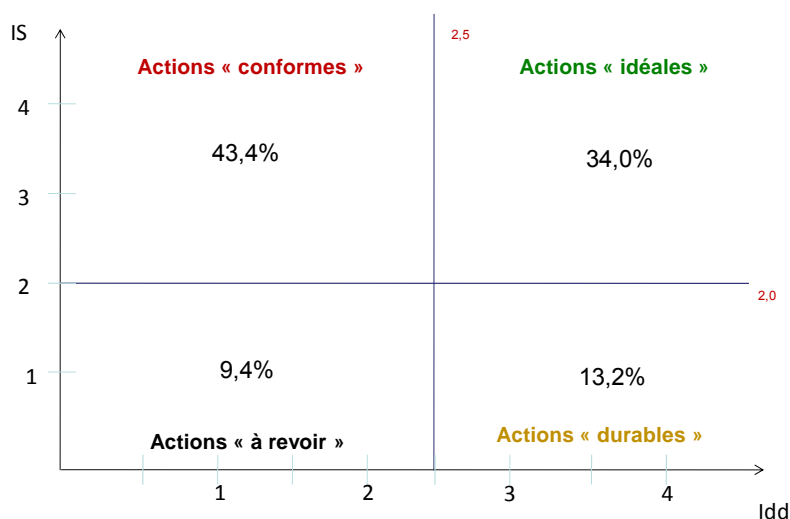 IS
2,5
Actions « conformes »
Actions « idéales »
4
43,4%
34,0%
3
2
2,0
1
9,4%
13,2%
Actions « à revoir »
Actions « durables »
1
2
3
4
Idd